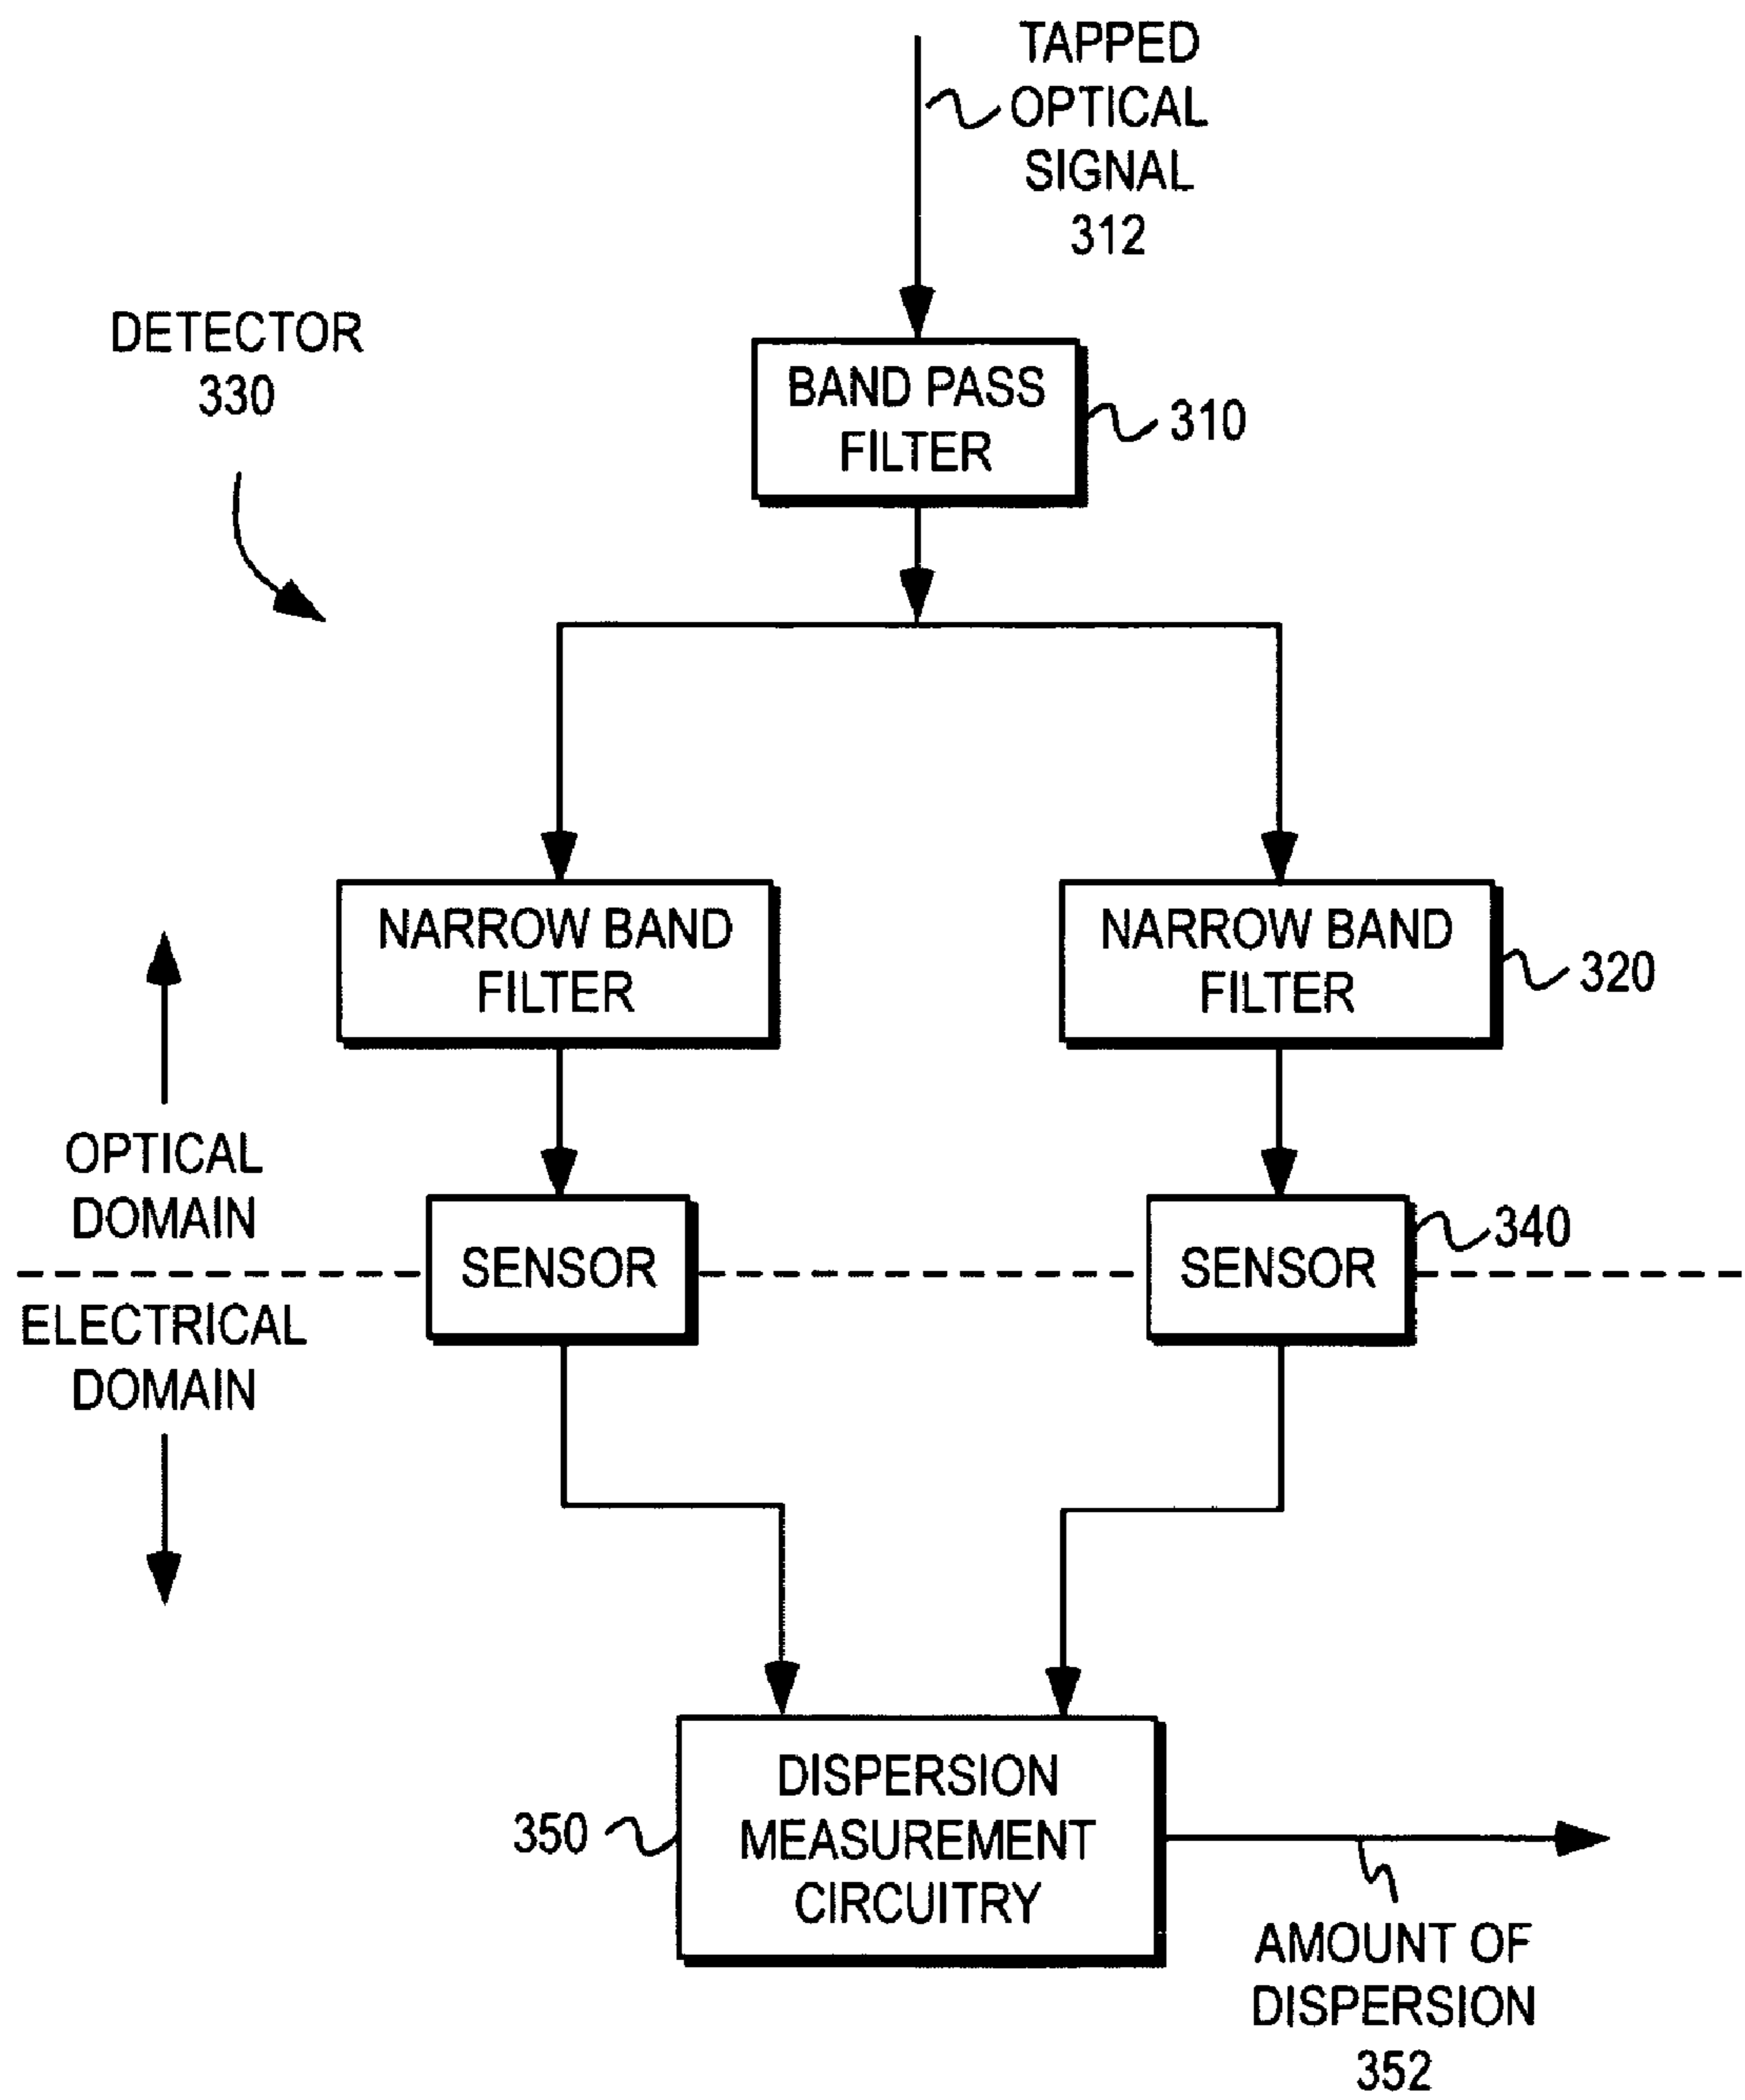 TAPPED
OPTICAL
SIGNAL
312
DETECTOR
330
BAND PASS
FILTER
310
NARROW BAND
FILTER
NARROW BAND
FILTER
320
OPTICAL
DOMAIN
SENSOR
SENSOR
340
ELECTRICAL
DOMAIN
DISPERSION
MEASUREMENT
CIRCUITRY
350
AMOUNT OF
DISPERSION
352